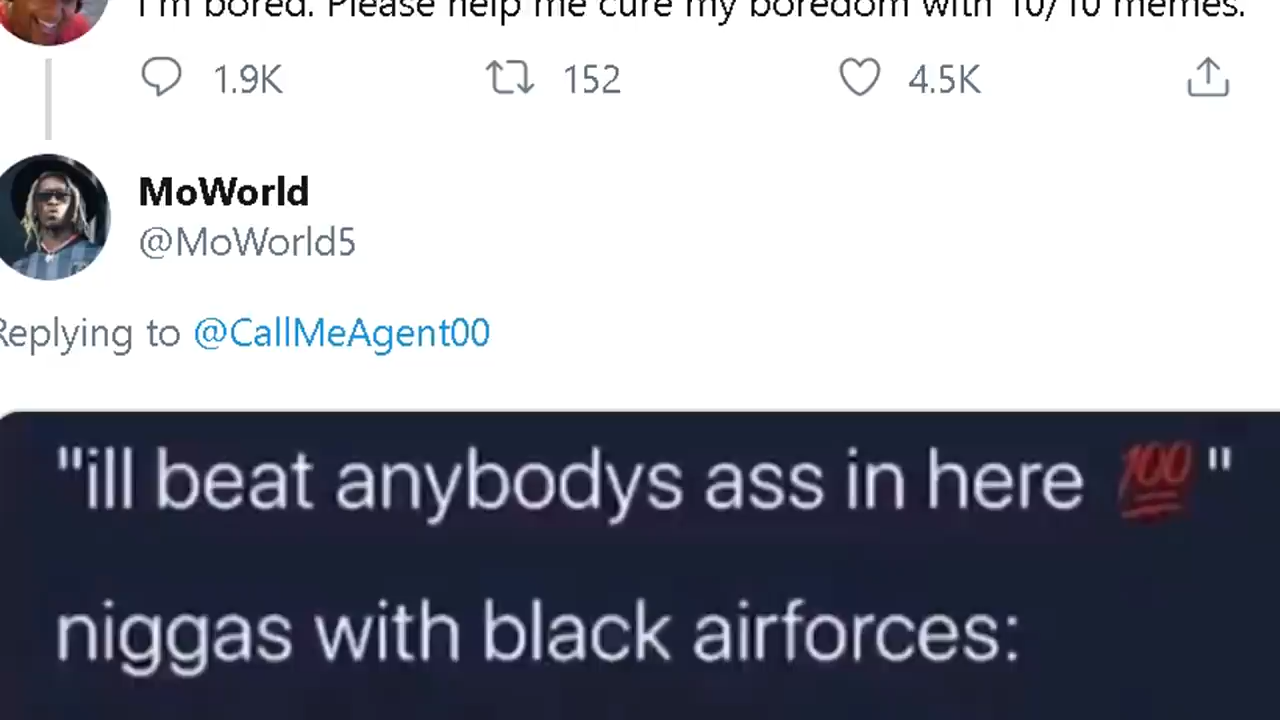 I'm bored. Please help me cure my boredom with 10/10 memes.
1.9K 152 4.5K
MoWorld
@MoWorld5
Replying to @CallMeAgent00
"ill beat anybodys ass in here 💯"
niggas with black airforces: